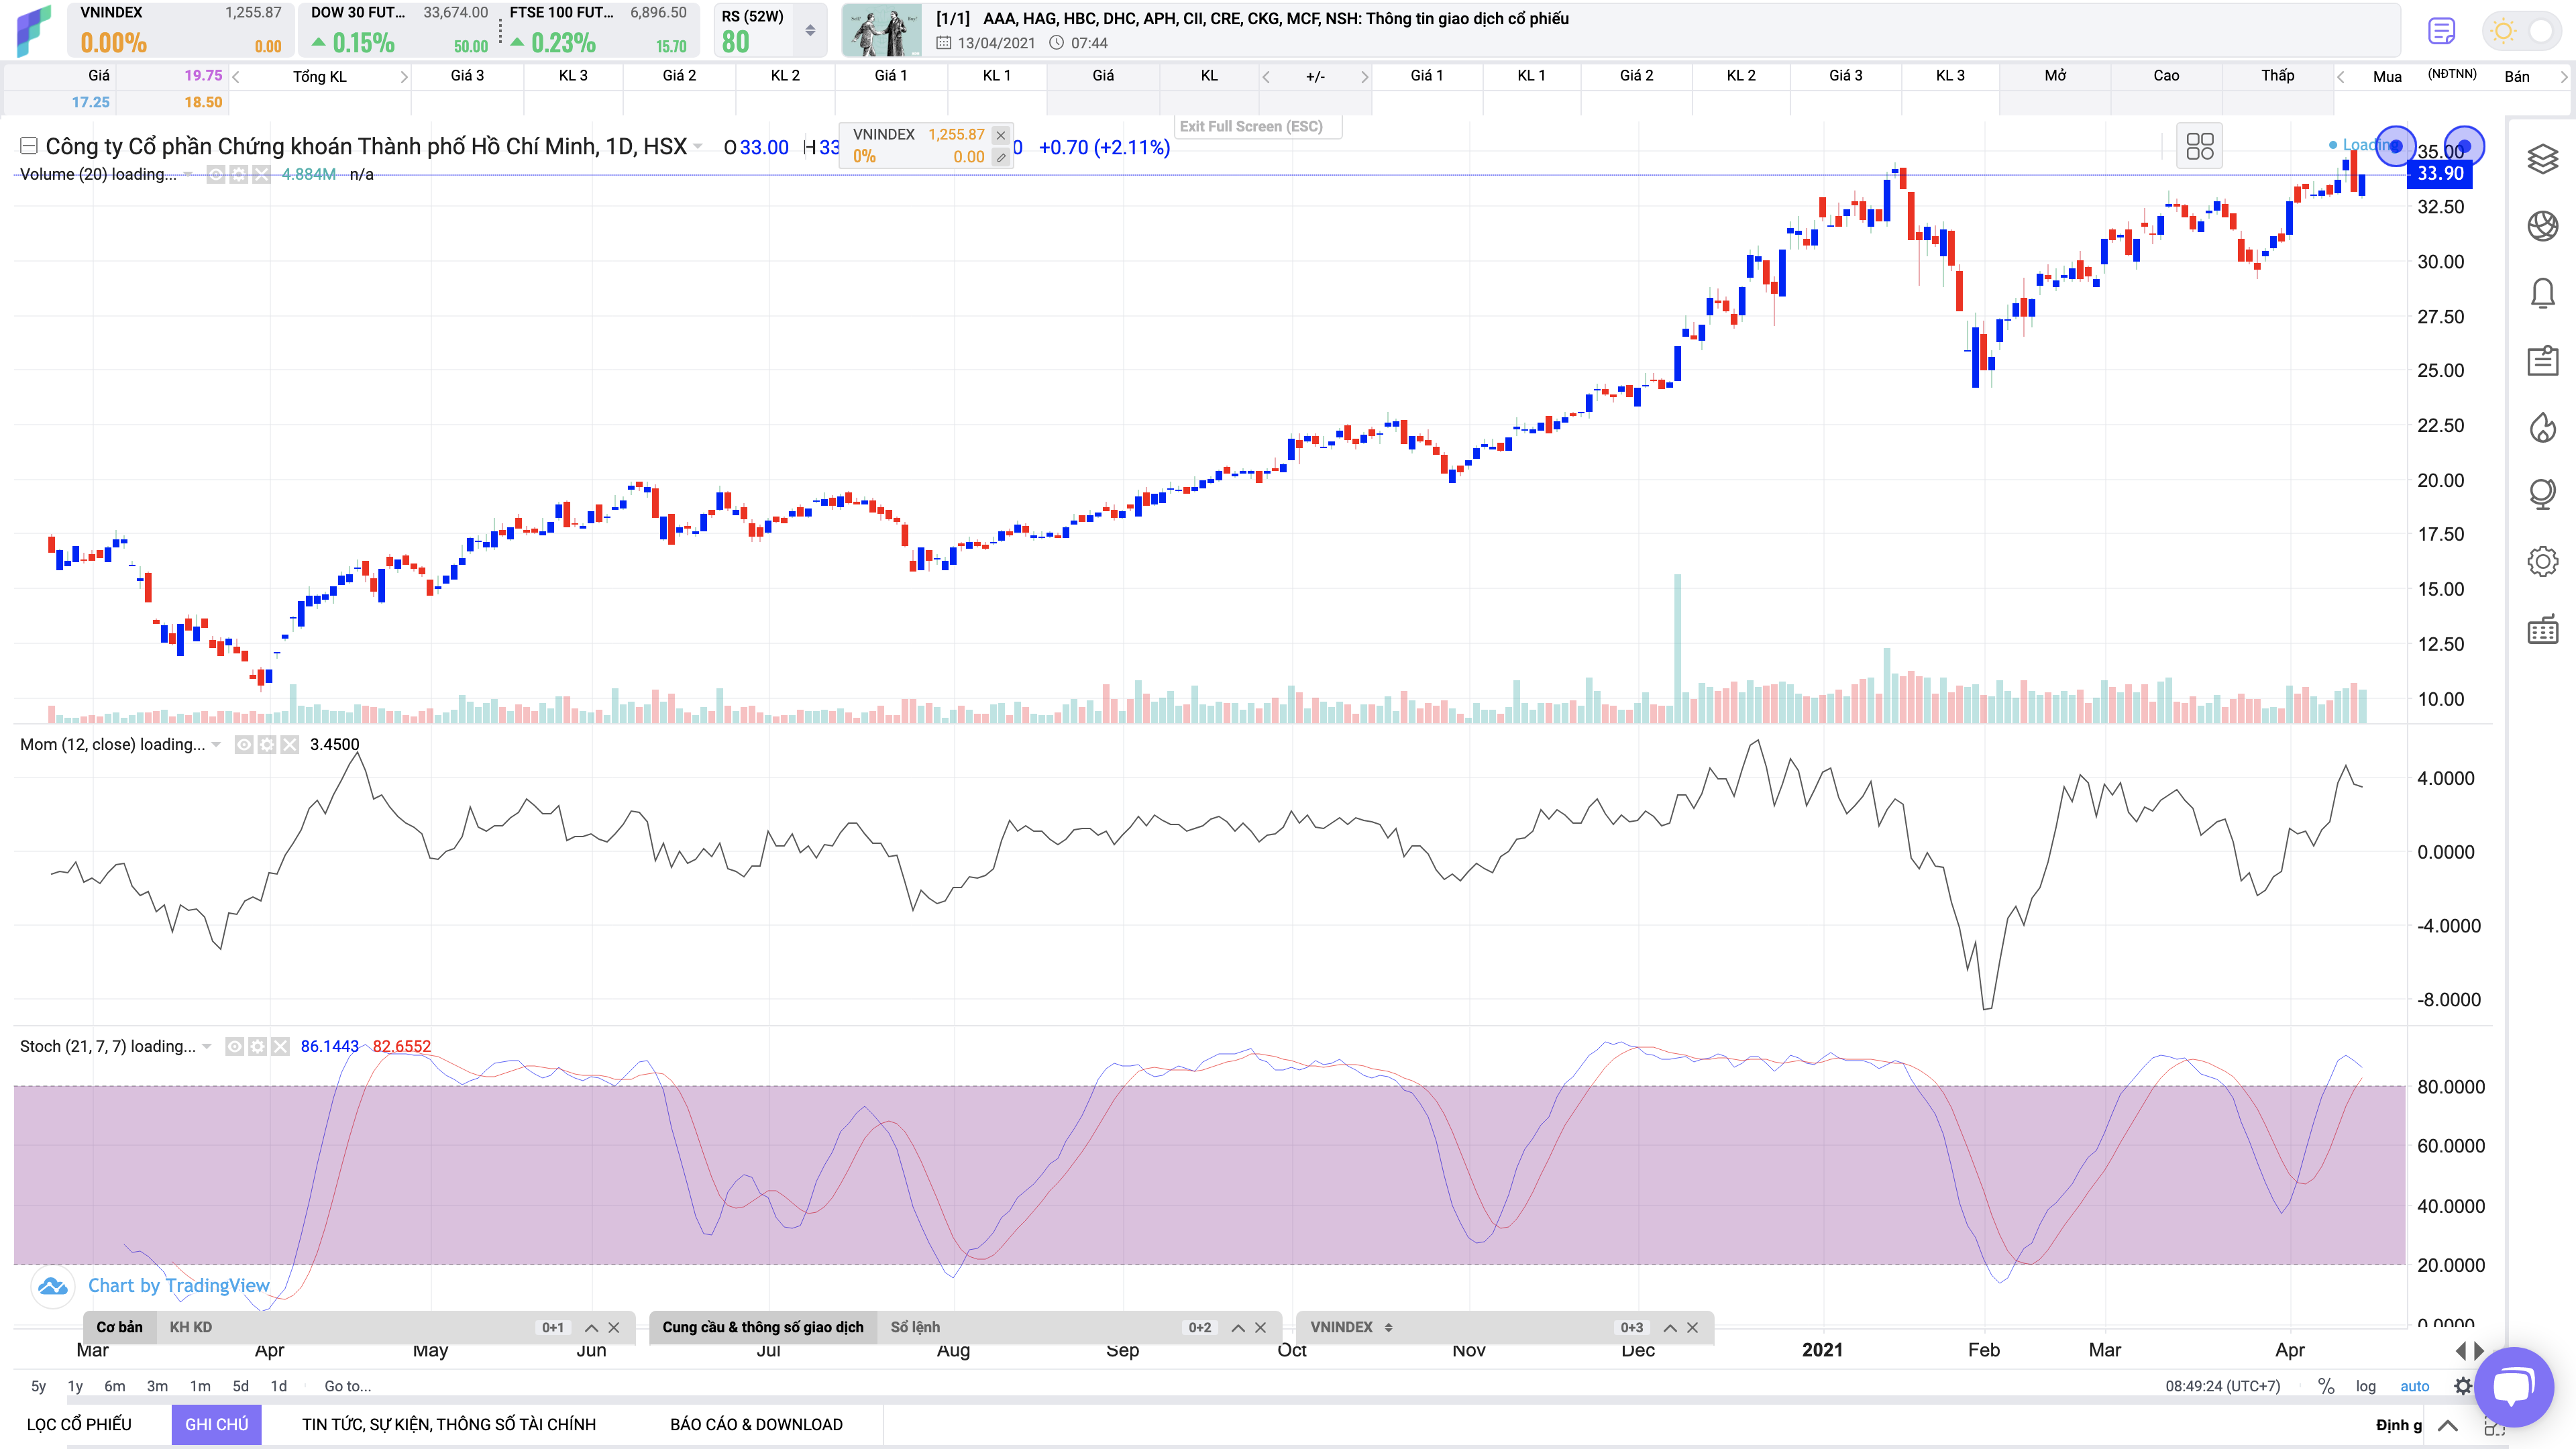 VNINDEX 1,255.87
0.00% 0.00
DOW 30 FUT... 33,674.00
0.15% 50.00
FTSE 100 FUT... 6,896.50
0.23% 15.70
RS (52W)
80
[1/1] AAA, HAG, HBC, DHC, APH, CII, CRE, CKG, MCF, NSH: Thông tin giao dịch cổ phiếu
13/04/2021 07:44
Giá 19.75 Tổng KL Giá 3 KL 3 Giá 2 KL 2 Giá 1 KL 1 Giá KL +/- Giá 1 KL 1 Giá 2 KL 2 Giá 3 KL 3 Mở Cao Thấp Mua (NĐTNN) Bán
17.25 18.50
Exit Full Screen (ESC)
Công ty Cổ phần Chứng khoán Thành phố Hồ Chí Minh, 1D, HSX O33.00 H33 0 +0.70 (+2.11%)
VNINDEX 1,255.87
0% 0.00
Volume (20) loading... 4.884M n/a
Loading
35.00
33.90
32.50
30.00
27.50
25.00
22.50
20.00
17.50
15.00
12.50
10.00
Mom (12, close) loading... 3.4500
4.0000
0.0000
-4.0000
-8.0000
Stoch (21, 7, 7) loading... 86.1443 82.6552
80.0000
60.0000
40.0000
20.0000
0.0000
Chart by TradingView
Cơ bản KH KD 0+1
Cung cầu & thông số giao dịch Sổ lệnh 0+2
VNINDEX 0+3
Mar Apr May Jun Jul Aug Sep Oct Nov Dec 2021 Feb Mar Apr
5y 1y 6m 3m 1m 5d 1d Go to... 08:49:24 (UTC+7) % log auto
LỌC CỔ PHIẾU GHI CHÚ TIN TỨC, SỰ KIỆN, THÔNG SỐ TÀI CHÍNH BÁO CÁO & DOWNLOAD Định g